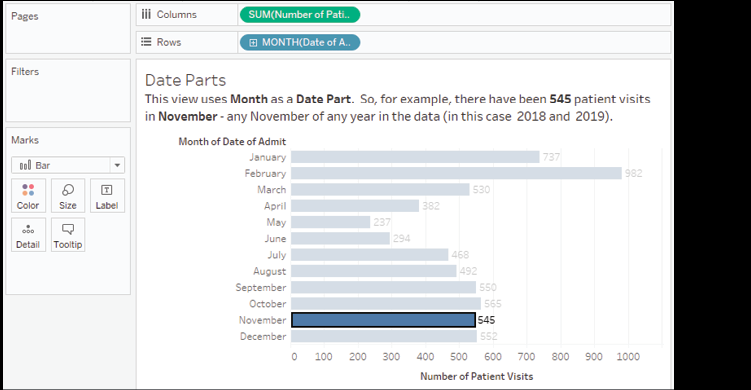 Pages
Columns
SUM(Number of Pati..
Rows
MONTH(Date of A..
Filters
Marks
Bar
Color
Size
Label
Detail
Tooltip
Date Parts
This view uses Month as a Date Part.  So, for example, there have been 545 patient visits
in November - any November of any year in the data (in this case  2018 and  2019).
Month of Date of Admit
January 737
February 982
March 530
April 382
May 237
June 294
July 468
August 492
September 550
October 565
November 545
December 552
0 100 200 300 400 500 600 700 800 900 1000
Number of Patient Visits